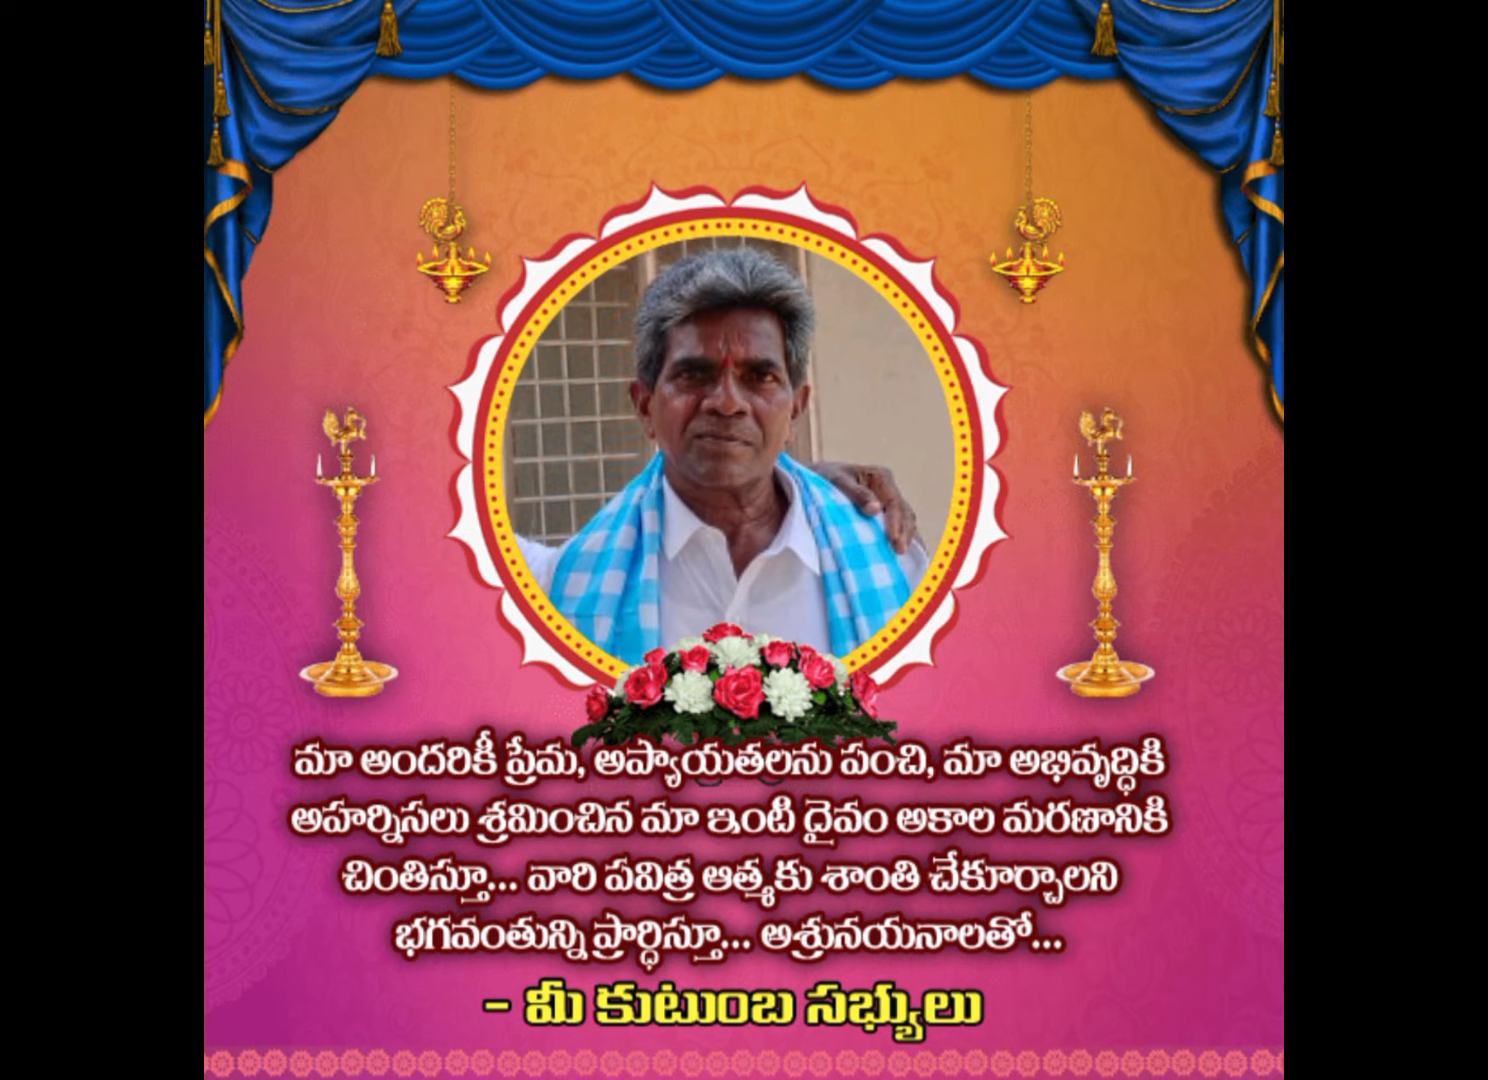 మా అందరికీ ప్రేమ, అప్యాయతలను పంచి, మా అభివృద్ధికి
అహర్నిసలు శ్రమించిన మా ఇంటి దైవం అకాల మరణానికి
చింతిస్తూ... వారి పవిత్ర ఆత్మకు శాంతి చేకూర్చాలని
భగవంతున్ని ప్రార్ధిస్తూ... అశ్రునయనాలతో...
- మీ కుటుంబ సభ్యులు